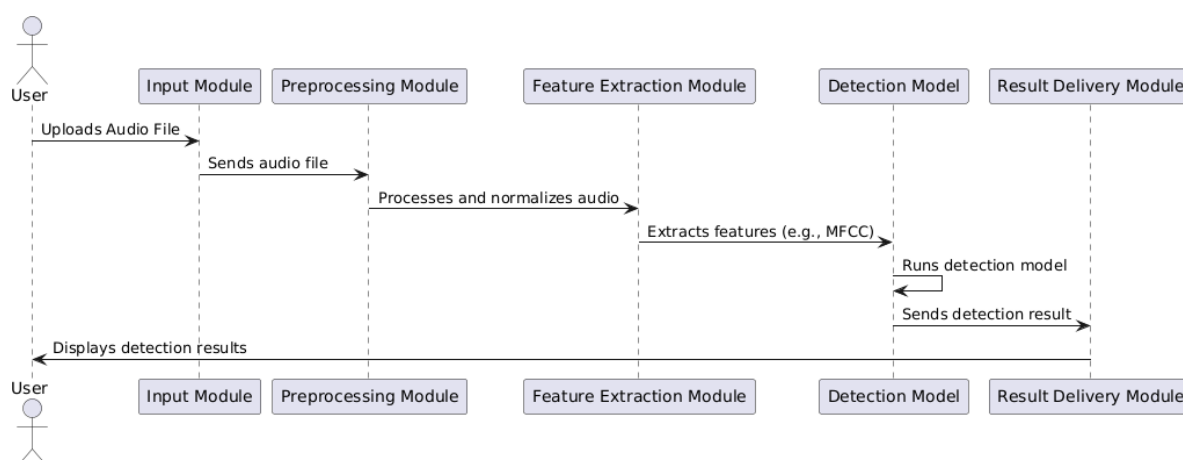 User
Input Module
Preprocessing Module
Feature Extraction Module
Detection Model
Result Delivery Module
Uploads Audio File
Sends audio file
Processes and normalizes audio
Extracts features (e.g., MFCC)
Runs detection model
Sends detection result
Displays detection results
User
Input Module
Preprocessing Module
Feature Extraction Module
Detection Model
Result Delivery Module